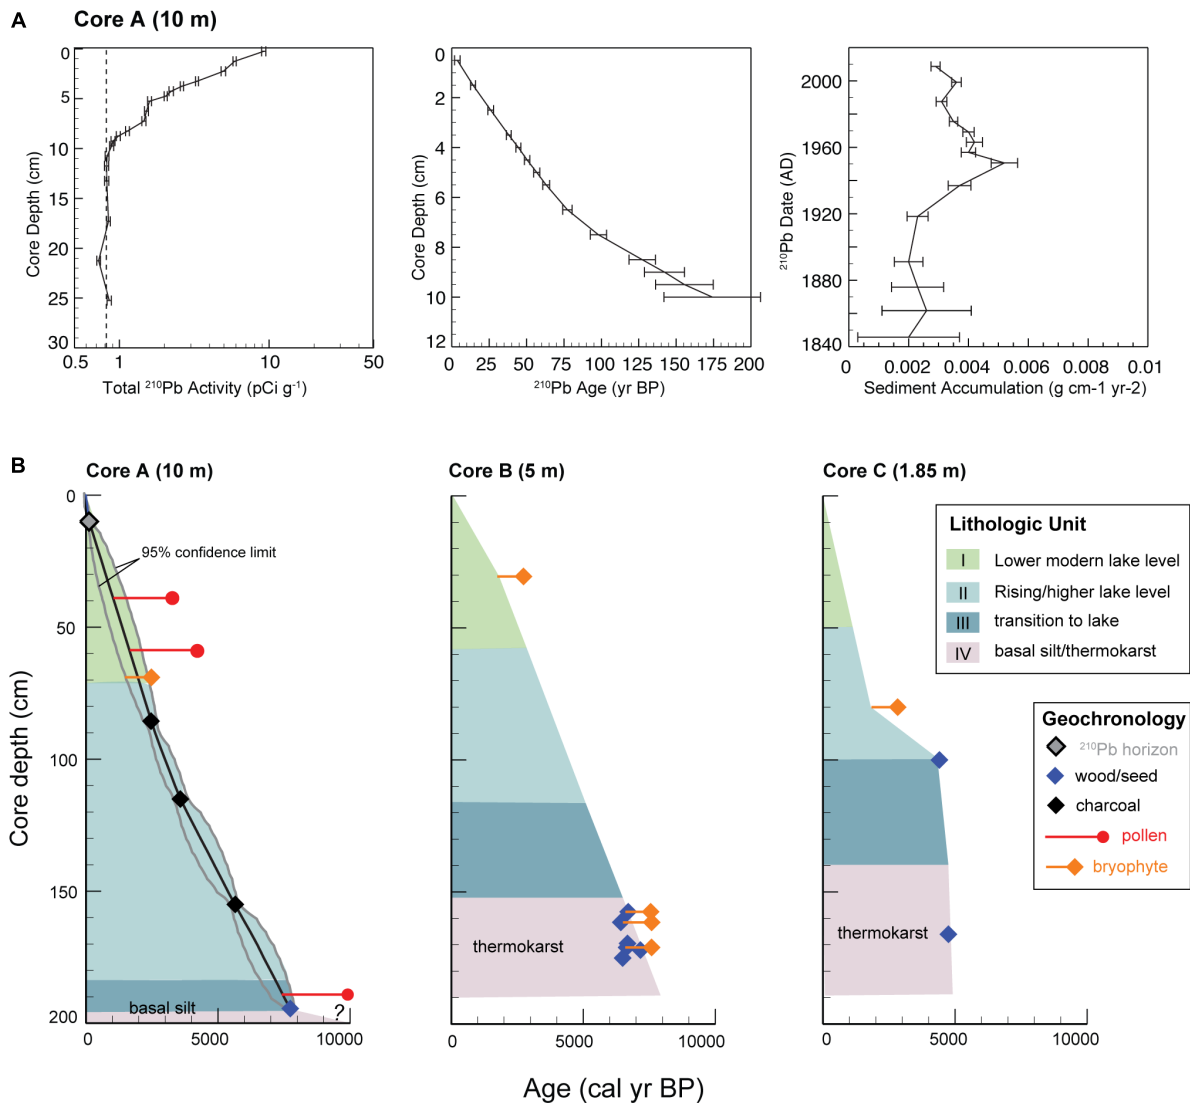 A
Core A (10 m)
0
5
10
15
20
25
30
Core Depth (cm)
0.5
1
10
50
Total ²¹⁰Pb Activity (pCi g⁻¹)
0
2
4
6
8
10
12
Core Depth (cm)
0
25
50
75
100
125
150
175
200
²¹⁰Pb Age (yr BP)
2000
1960
1920
1880
1840
²¹⁰Pb Date (AD)
0
0.002
0.004
0.006
0.008
0.01
Sediment Accumulation (g cm-1 yr-2)
B
Core A (10 m)
Core B (5 m)
Core C (1.85 m)
0
50
100
150
200
Core depth (cm)
95% confidence limit
basal silt
?
0
5000
10000
thermokarst
0
5000
10000
thermokarst
0
5000
10000
Age (cal yr BP)
Lithologic Unit
I Lower modern lake level
II Rising/higher lake level
III transition to lake
IV basal silt/thermokarst
Geochronology
²¹⁰Pb horizon
wood/seed
charcoal
pollen
bryophyte